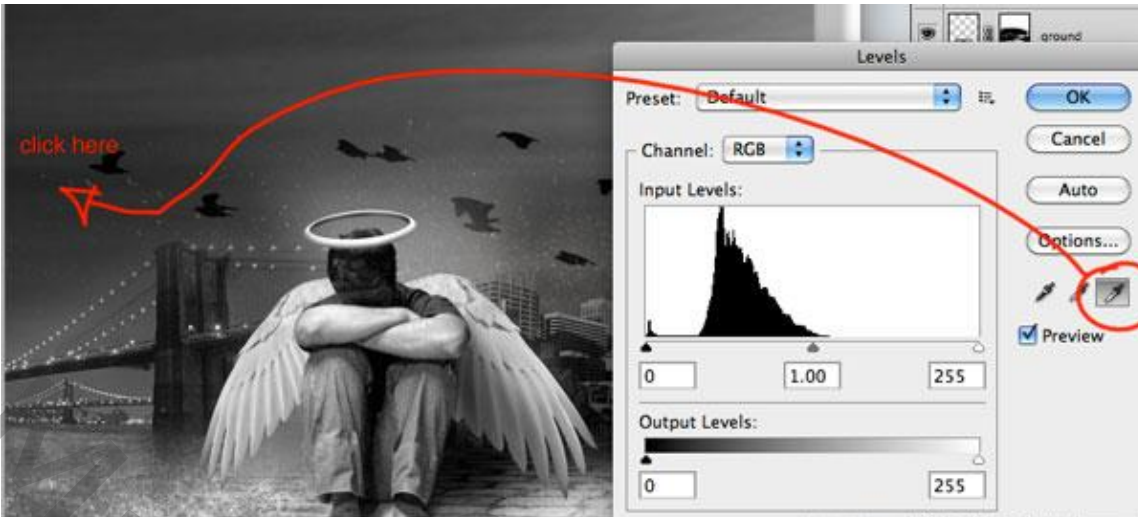 ground
Levels
Preset: Default
OK
click here
Cancel
Channel: RGB
Auto
Input Levels:
Options...
Preview
0 1.00 255
Output Levels:
0 255